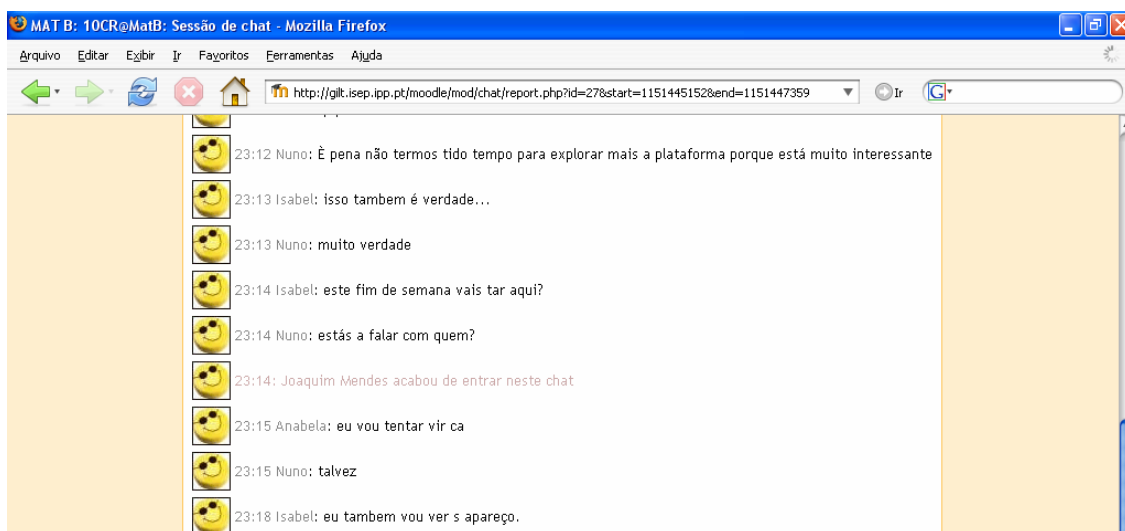 MAT B: 10CR@MatB: Sessão de chat - Mozilla Firefox
Arquivo Editar Exibir Ir Favoritos Ferramentas Ajuda
http://gilt.isep.ipp.pt/moodle/mod/chat/report.php?id=27&start=1151445152&end=1151447359 Ir G
23:12 Nuno: È pena não termos tido tempo para explorar mais a plataforma porque está muito interessante
23:13 Isabel: isso tambem é verdade...
23:13 Nuno: muito verdade
23:14 Isabel: este fim de semana vais tar aqui?
23:14 Nuno: estás a falar com quem?
23:14: Joaquim Mendes acabou de entrar neste chat
23:15 Anabela: eu vou tentar vir ca
23:15 Nuno: talvez
23:18 Isabel: eu tambem vou ver s apareço.